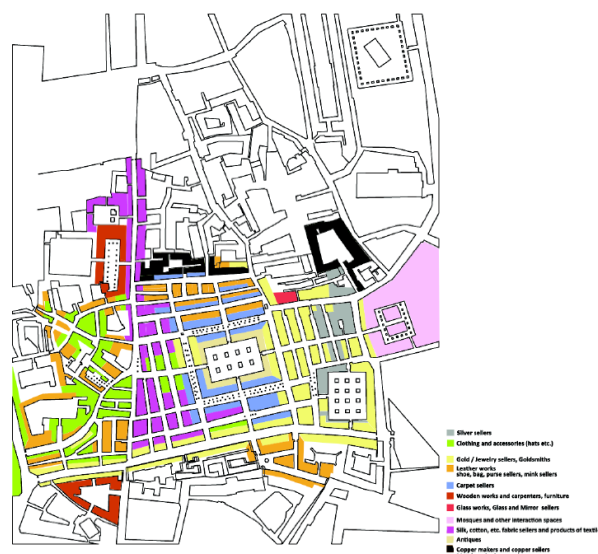 Silver sellers
Clothing and accessories (hats etc.)
Gold / Jewelry sellers, Goldsmiths
Leather works
shoe, bag, purse sellers, mink sellers
Carpet sellers
Wooden works and carpenters, furniture
Glass works, Glass and Mirror sellers
Mosques and other interaction spaces
Silk, cotton, etc. fabric sellers and products of textil
Antiques
Copper makers and copper sellers